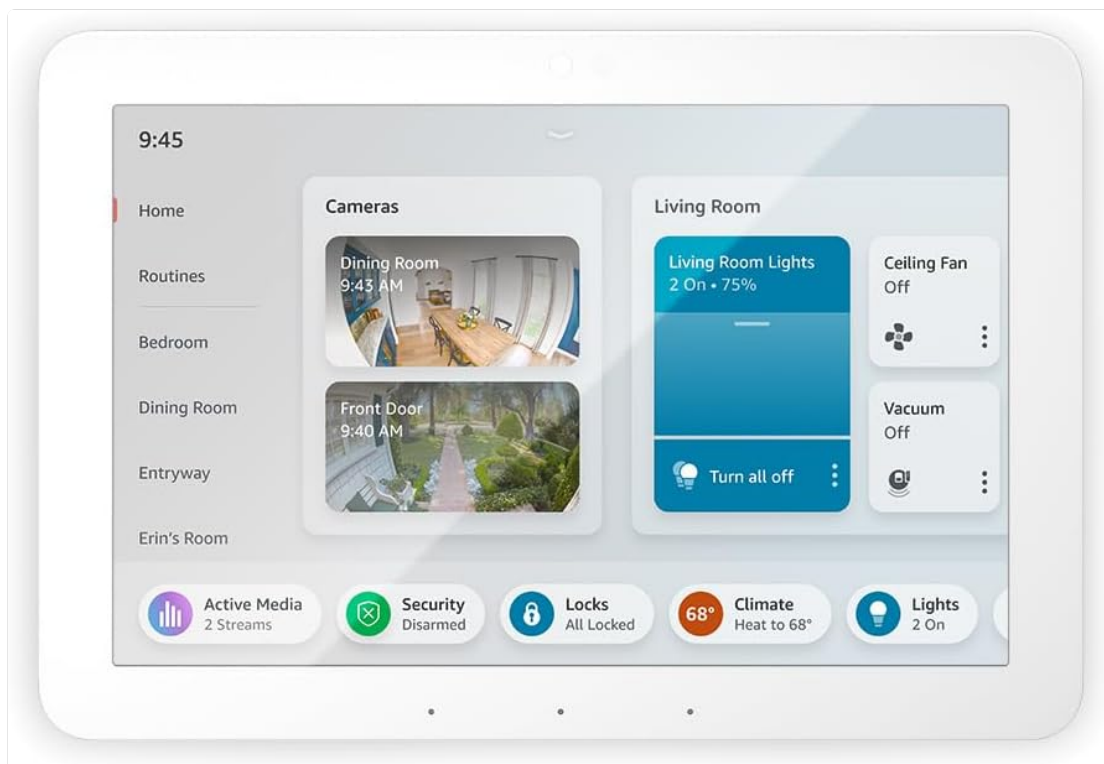 9:45
Home
Routines
Bedroom
Dining Room
Entryway
Erin's Room
Cameras
Dining Room
9:43 AM
Front Door
9:40 AM
Living Room
Living Room Lights
2 On • 75%
Turn all off
Ceiling Fan
Off
Vacuum
Off
Active Media
2 Streams
Security
Disarmed
Locks
All Locked
68°
Climate
Heat to 68°
Lights
2 On